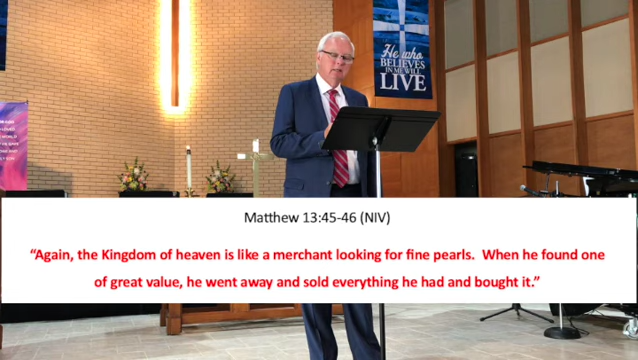 He who
BELIEVES
IN ME WILL
LIVE
Matthew 13:45-46 (NIV)
“Again, the Kingdom of heaven is like a merchant looking for fine pearls.  When he found one
of great value, he went away and sold everything he had and bought it.”